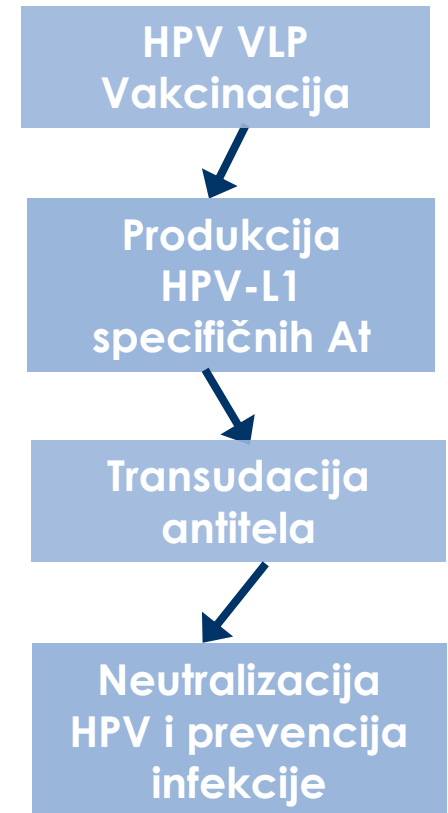 HPV VLP
Vakcinacija
Produkcija
HPV-L1
specifičnih At
Transudacija
antitela
Neutralizacija
HPV i prevencija
infekcije